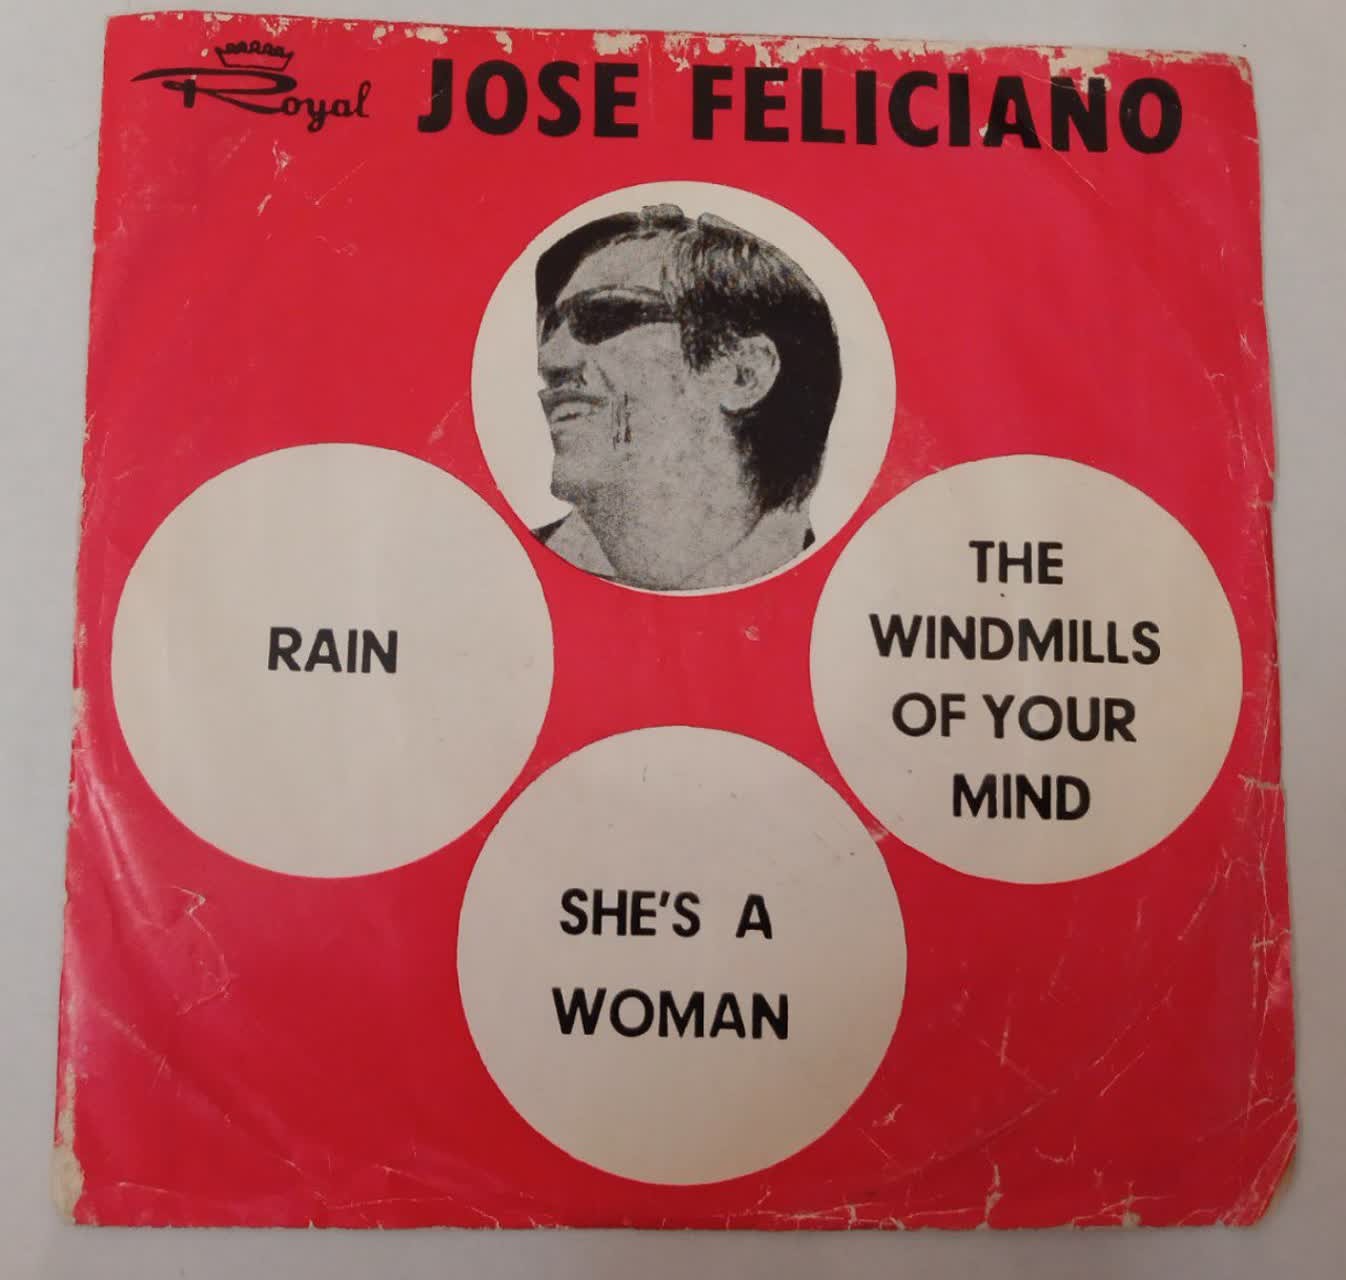 Royal
JOSE FELICIANO
RAIN
THE
WINDMILLS
OF YOUR
MIND
SHE'S A
WOMAN